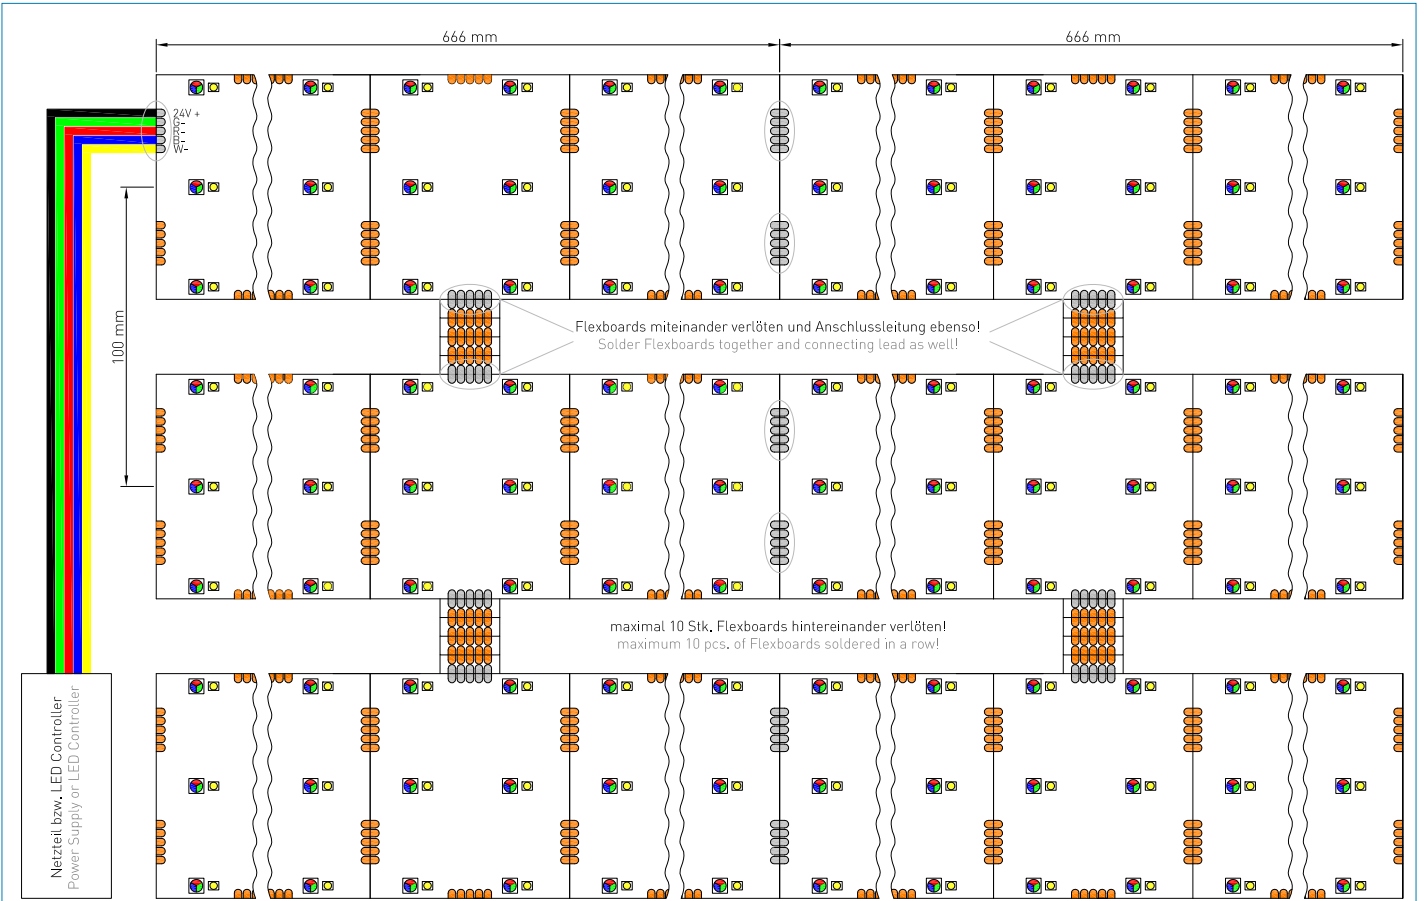 666 mm
666 mm
24V +
G-
R-
B-
W-
100 mm
Flexboards miteinander verlöten und Anschlussleitung ebenso!
Solder Flexboards together and connecting lead as well!
maximal 10 Stk. Flexboards hintereinander verlöten!
maximum 10 pcs. of Flexboards soldered in a row!
Netzteil bzw. LED Controller
Power Supply or LED Controller